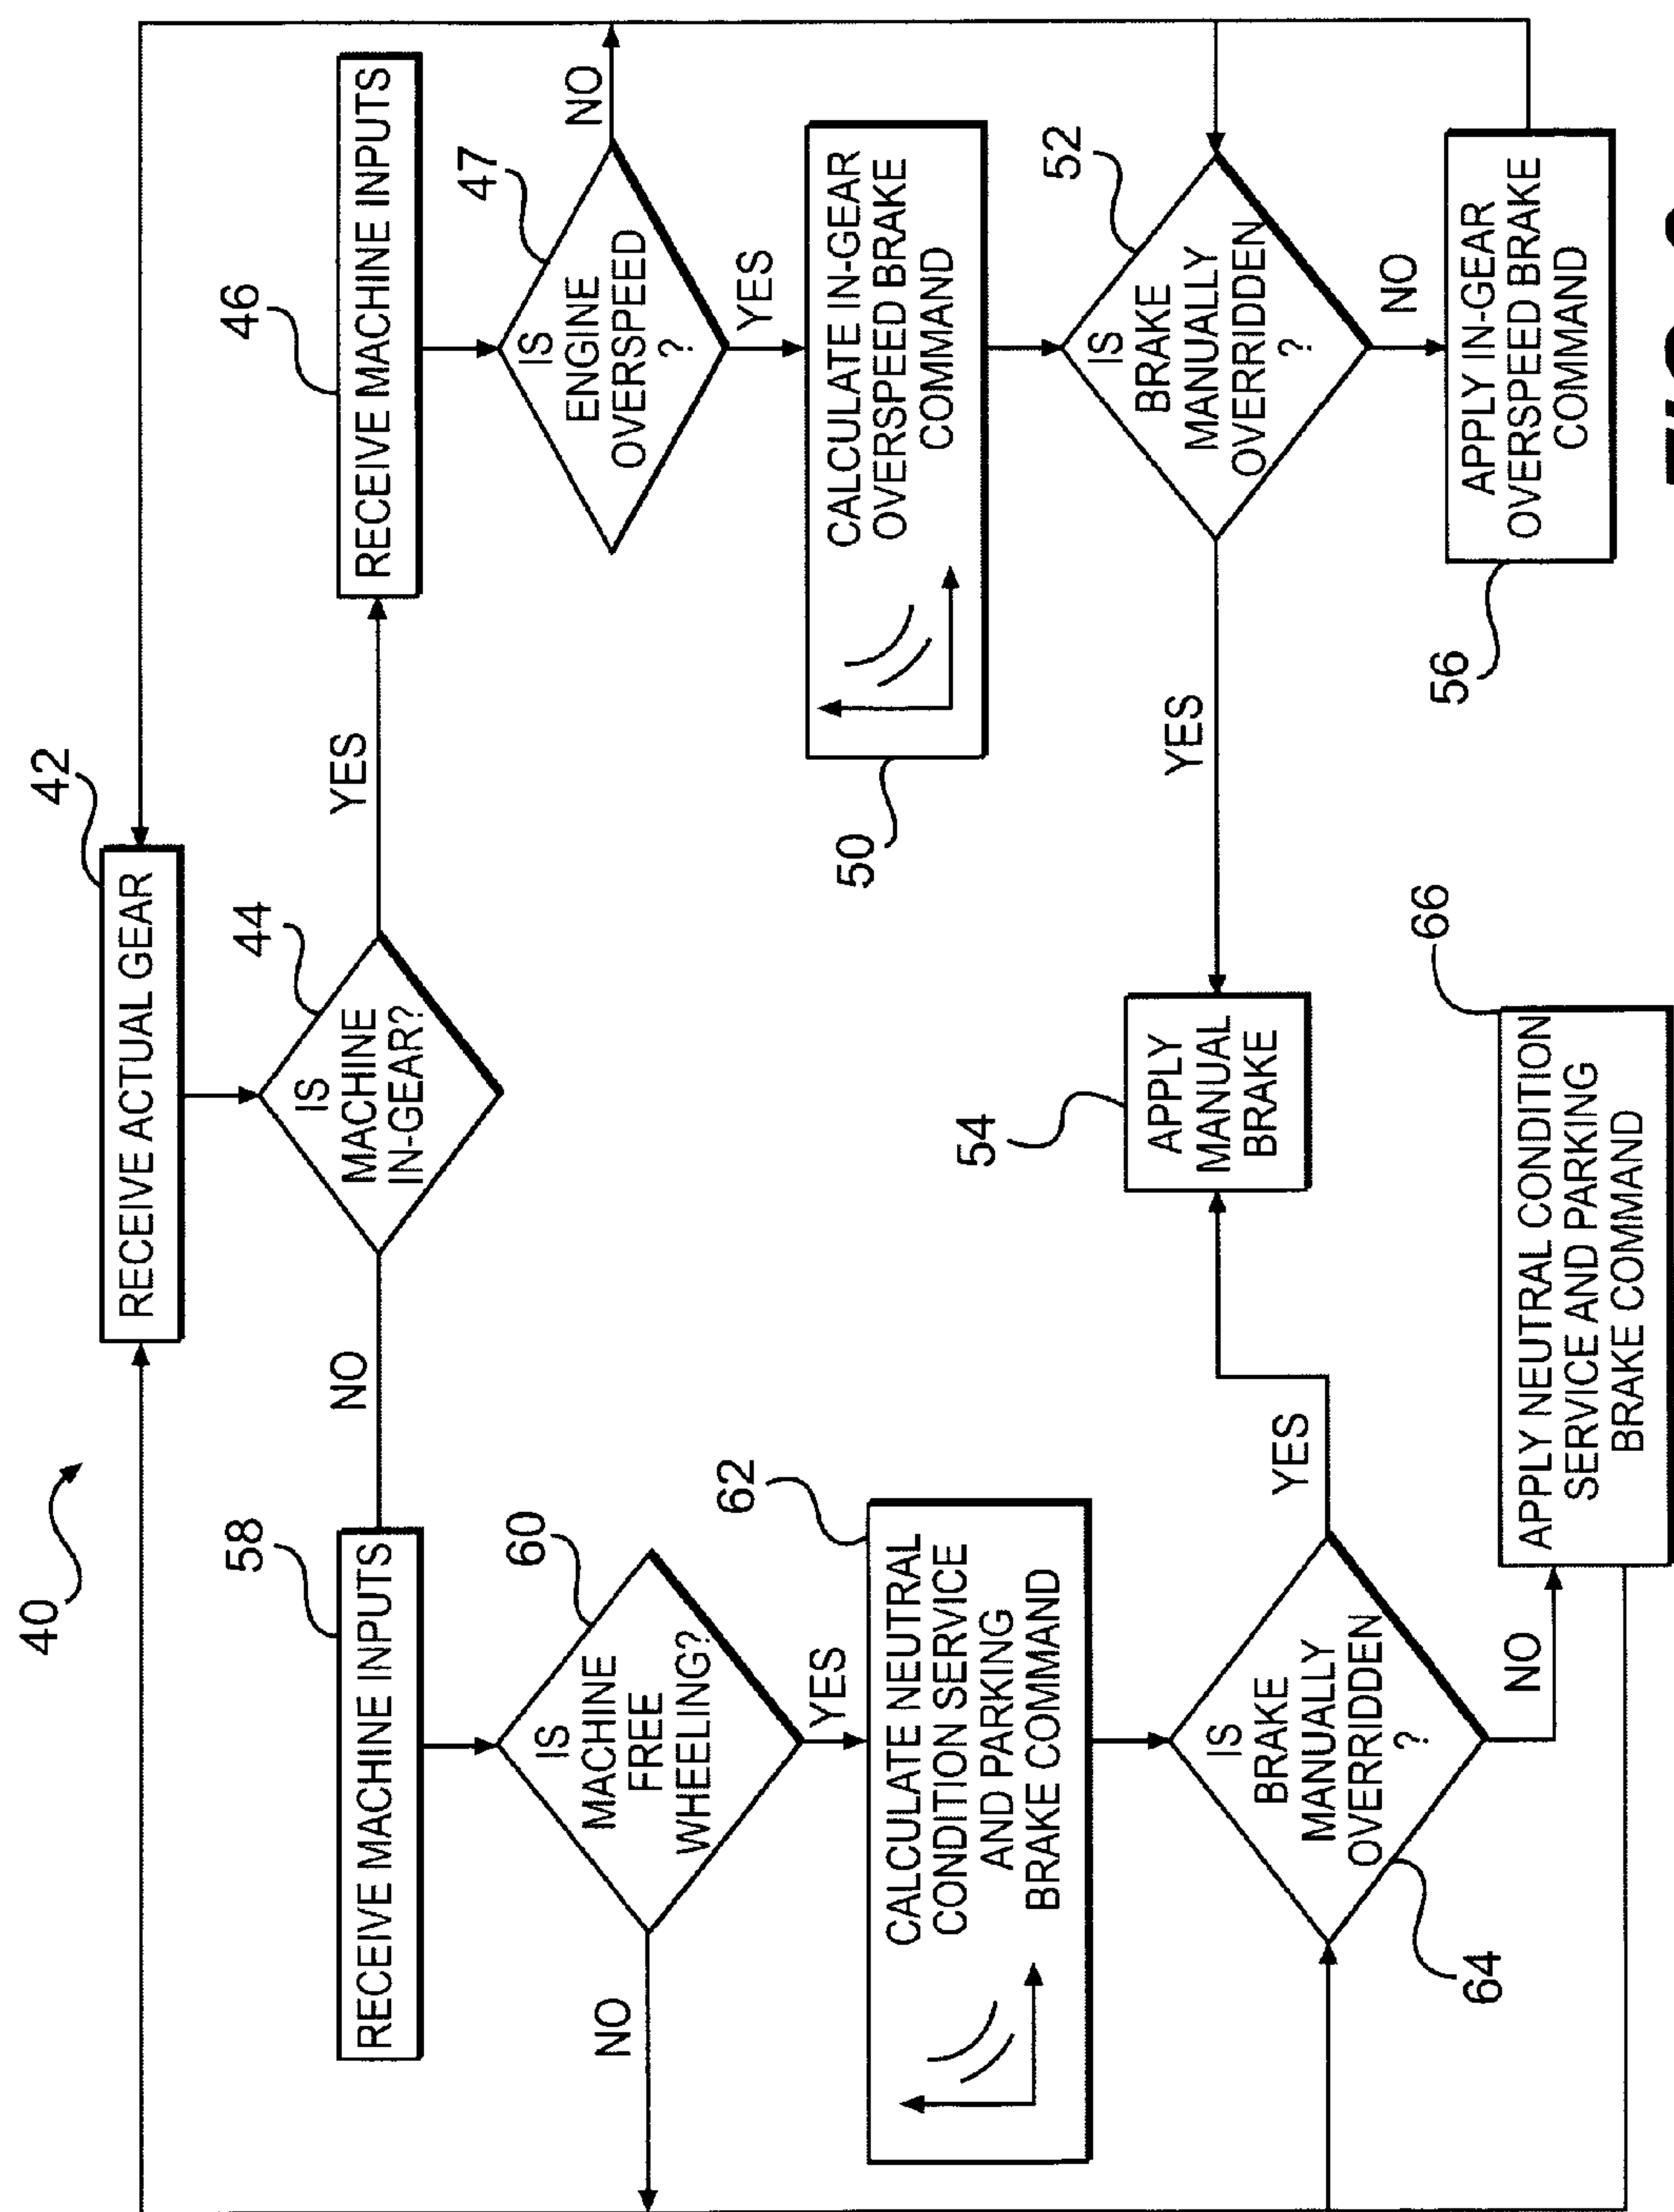 40
42
RECEIVE ACTUAL GEAR
44
IS
MACHINE
IN-GEAR?
NO
YES
58
RECEIVE MACHINE INPUTS
46
RECEIVE MACHINE INPUTS
60
IS
MACHINE
FREE
WHEELING?
NO
YES
47
IS
ENGINE
OVERSPEED
?
NO
YES
62
CALCULATE NEUTRAL
CONDITION SERVICE
AND PARKING
BRAKE COMMAND
50
CALCULATE IN-GEAR
OVERSPEED BRAKE
COMMAND
64
IS
BRAKE
MANUALLY
OVERRIDDEN
?
YES
NO
54
APPLY
MANUAL
BRAKE
YES
52
IS
BRAKE
MANUALLY
OVERRIDDEN
?
NO
66
APPLY NEUTRAL CONDITION
SERVICE AND PARKING
BRAKE COMMAND
56
APPLY IN-GEAR
OVERSPEED BRAKE
COMMAND